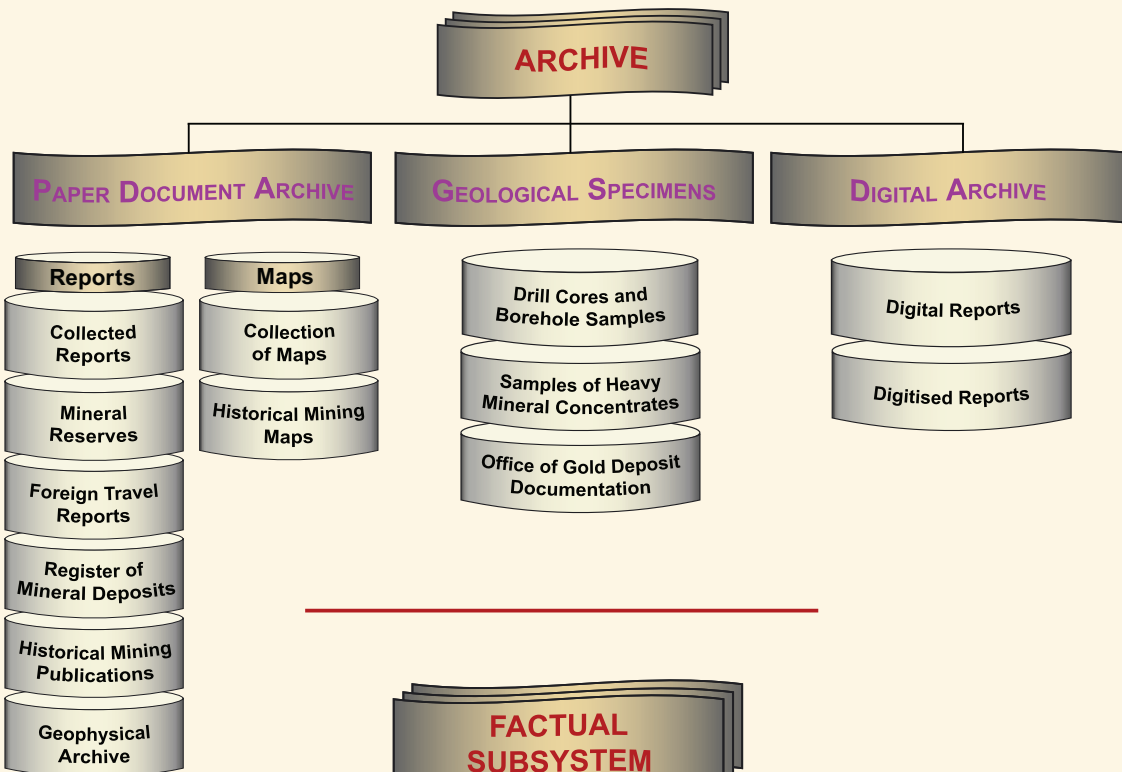 ARCHIVE
PAPER DOCUMENT ARCHIVE
GEOLOGICAL SPECIMENS
DIGITAL ARCHIVE
Reports
Collected
Reports
Mineral
Reserves
Foreign Travel
Reports
Register of
Mineral Deposits
Historical Mining
Publications
Geophysical
Archive
Maps
Collection
of Maps
Historical Mining
Maps
Drill Cores and
Borehole Samples
Samples of Heavy
Mineral Concentrates
Office of Gold Deposit
Documentation
Digital Reports
Digitised Reports
FACTUAL
SUBSYSTEM